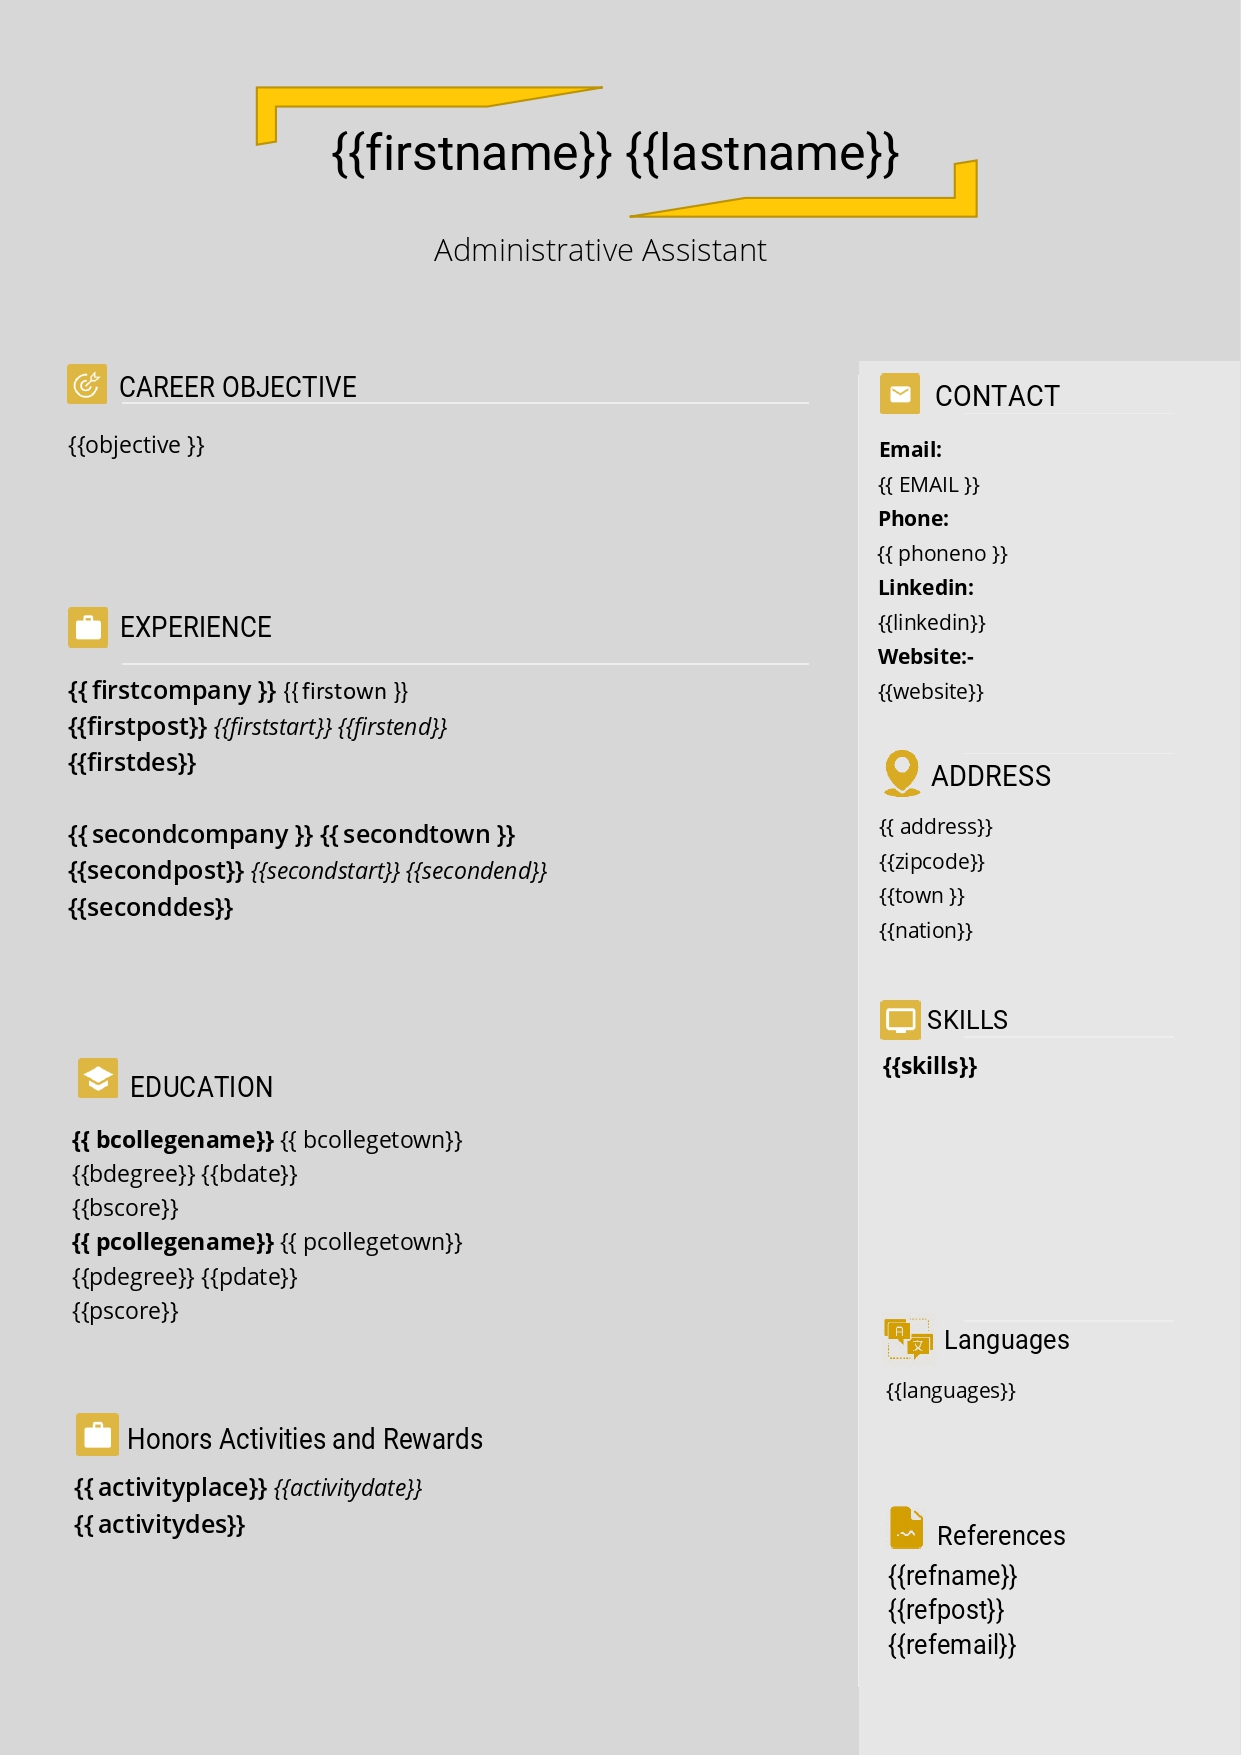 {{firstname}} {{lastname}}
Administrative Assistant
CAREER OBJECTIVE
{{objective }}
EXPERIENCE
{{ firstcompany }} {{ firstown }}
{{firstpost}} {{firststart}} {{firstend}}
{{firstdes}}
{{ secondcompany }} {{ secondtown }}
{{secondpost}} {{secondstart}} {{secondend}}
{{seconddes}}
EDUCATION
{{ bcollegename}} {{ bcollegetown}}
{{bdegree}} {{bdate}}
{{bscore}}
{{ pcollegename}} {{ pcollegetown}}
{{pdegree}} {{pdate}}
{{pscore}}
Honors Activities and Rewards
{{ activityplace}} {{activitydate}}
{{ activitydes}}
CONTACT
Email:
{{ EMAIL }}
Phone:
{{ phoneno }}
Linkedin:
{{linkedin}}
Website:-
{{website}}
ADDRESS
{{ address}}
{{zipcode}}
{{town }}
{{nation}}
SKILLS
{{skills}}
Languages
{{languages}}
References
{{refname}}
{{refpost}}
{{refemail}}